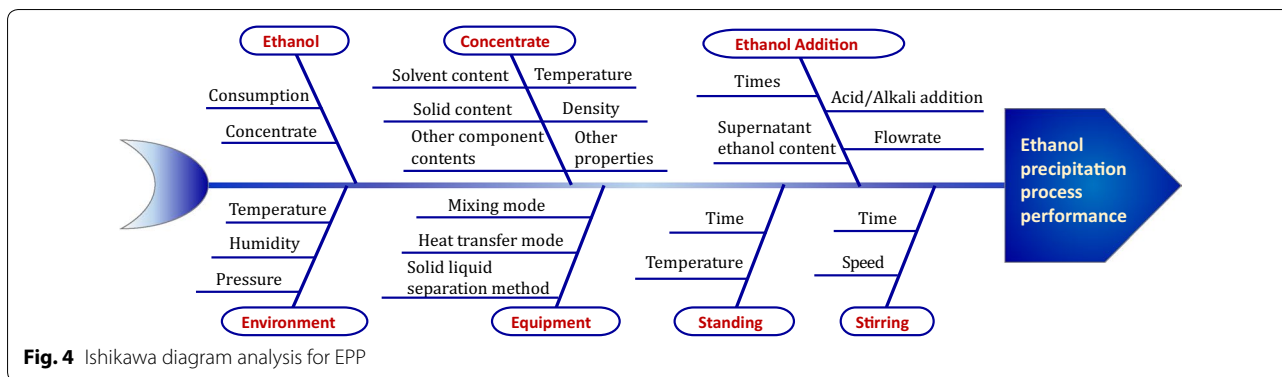 Ethanol
Concentrate
Ethanol Addition
Consumption
Concentrate
Solvent content
Temperature
Solid content
Density
Other component
contents
Other
properties
Times
Acid/Alkali addition
Supernatant
ethanol content
Flowrate
Ethanol
precipitation
process
performance
Temperature
Humidity
Pressure
Mixing mode
Heat transfer mode
Solid liquid
separation method
Time
Temperature
Time
Speed
Environment
Equipment
Standing
Stirring
Fig. 4 Ishikawa diagram analysis for EPP